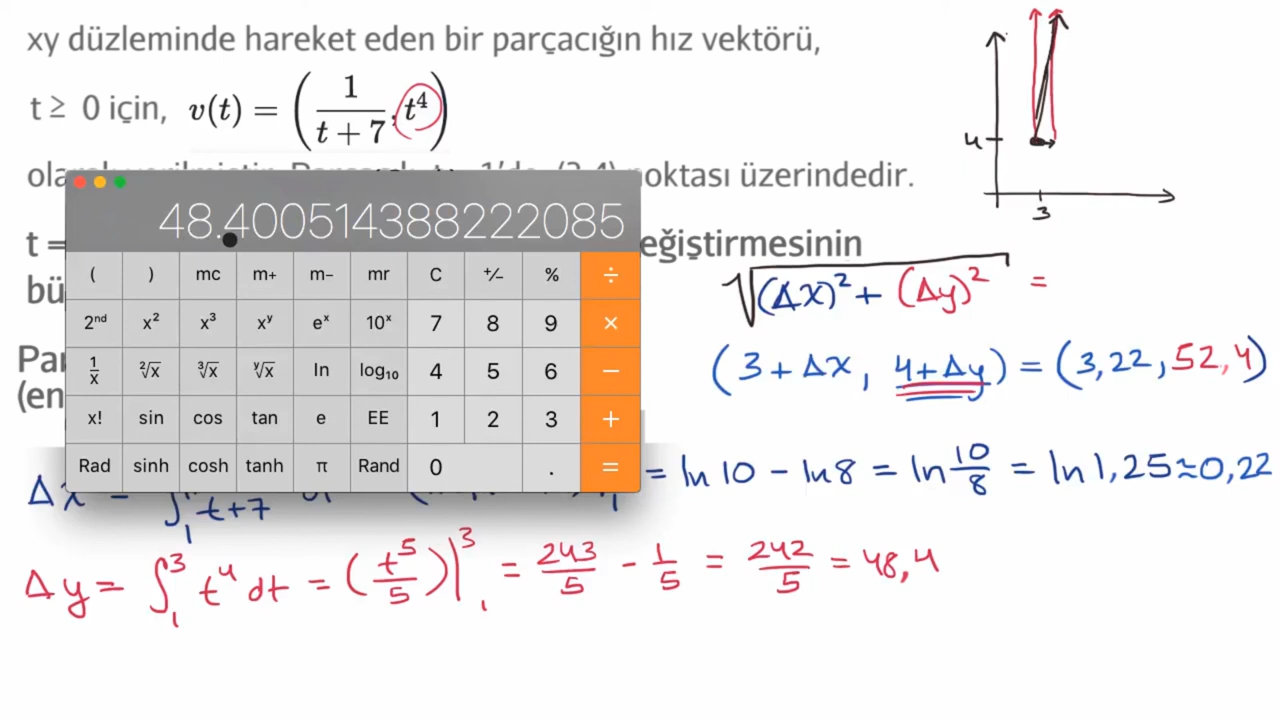 xy düzleminde hareket eden bir parçacığın hız vektörü,
t ≥ 0 için, v(t) = ( 1/(t + 7), t⁴ )
noktası üzerindedir.
t = eğiştirmesinin
bü
Par
(en
48.400514388222085
( ) mc m+ m- mr C +/- % ÷
2nd x² x³ xʸ eˣ 10ˣ 7 8 9 ×
1/x ²√x ³√x ʸ√x ln log₁₀ 4 5 6 −
x! sin cos tan e EE 1 2 3 +
Rad sinh cosh tanh π Rand 0 . =
4
3
√((Δx)² + (Δy)²) =
(3 + Δx, 4 + Δy) = (3,22, 52,4)
Δx = ∫₁ t+7 = ln 10 − ln 8 = ln 10/8 = ln 1,25 ≈ 0,22
Δy = ∫₁³ t⁴ dt = (t⁵/5)|₁³ = 243/5 − 1/5 = 242/5 = 48,4